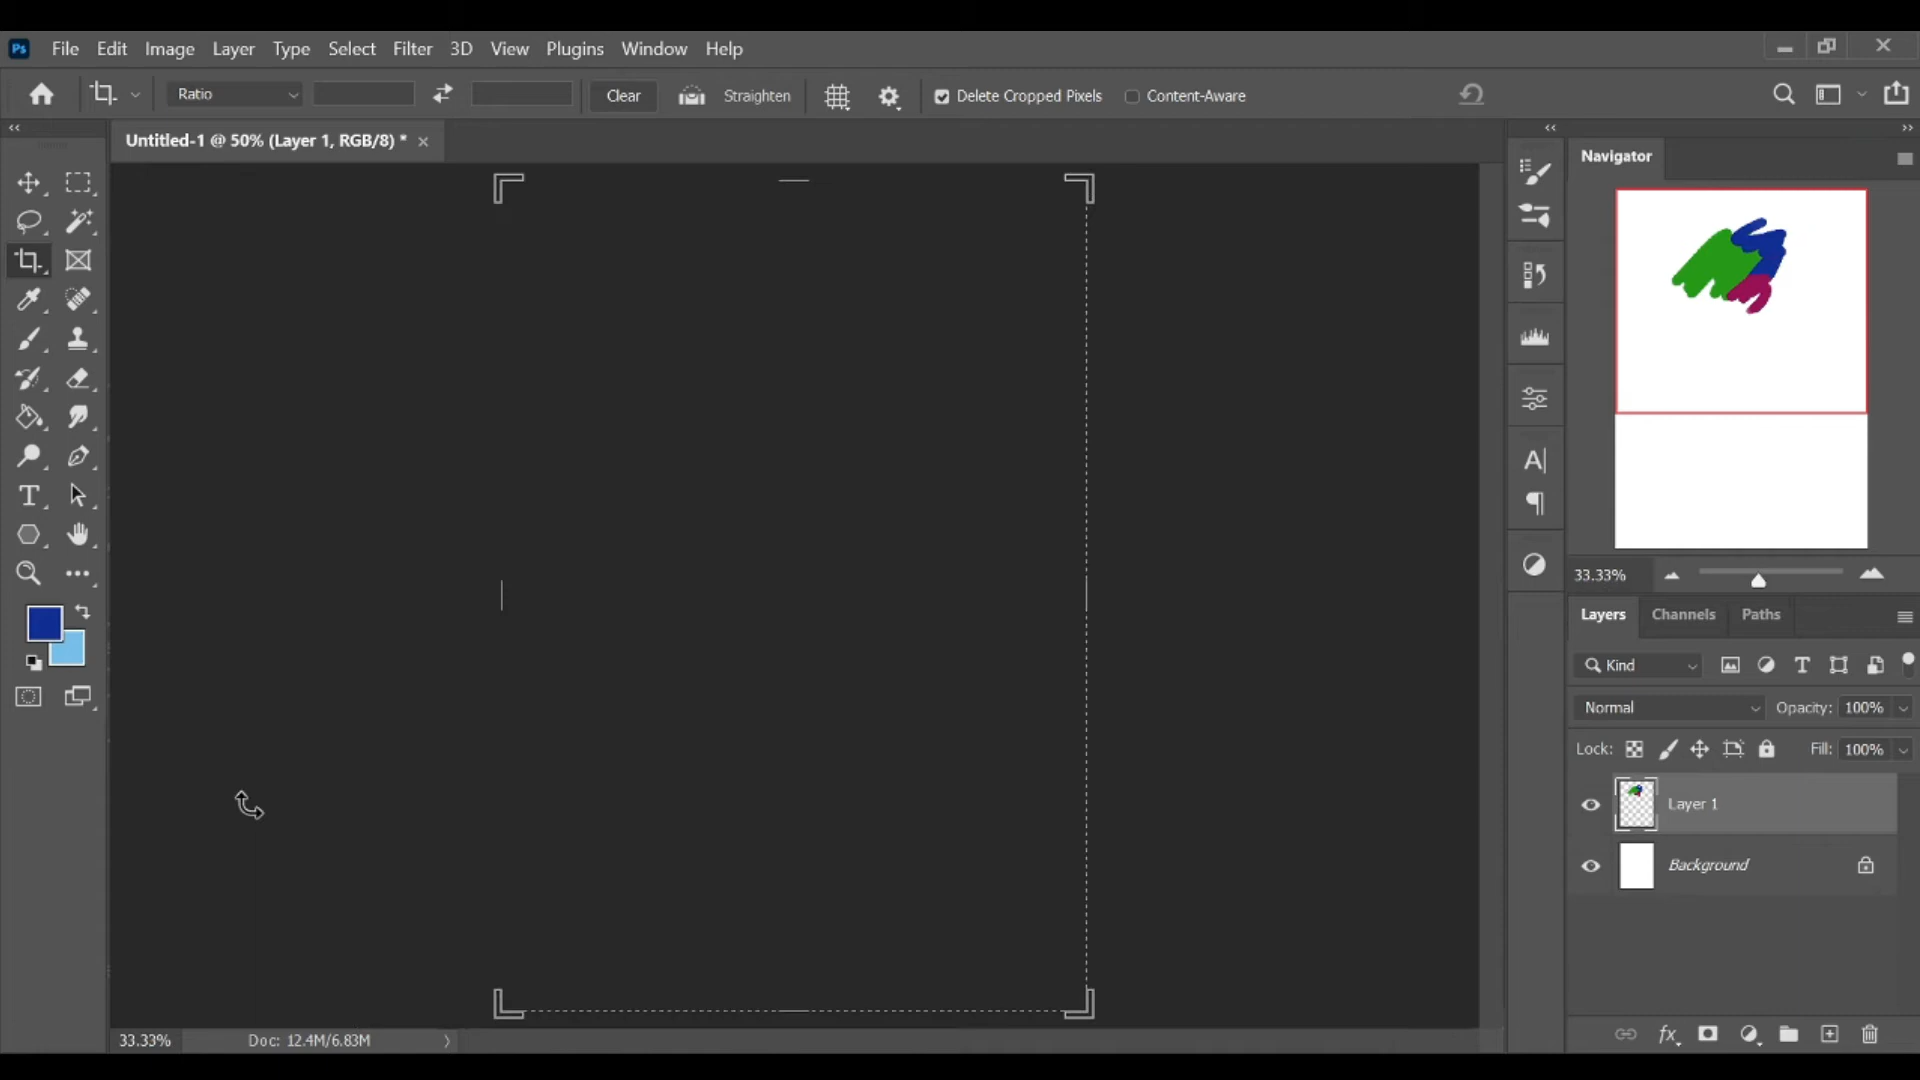 Ps File Edit Image Layer Type Select Filter 3D View Plugins Window Help
Ratio Clear Straighten Delete Cropped Pixels Content-Aware
Untitled-1 @ 50% (Layer 1, RGB/8) *
Navigator
33.33%
Layers Channels Paths
Kind
Normal Opacity: 100%
Lock: Fill: 100%
Layer 1
Background
fx
33.33% Doc: 12.4M/6.83M